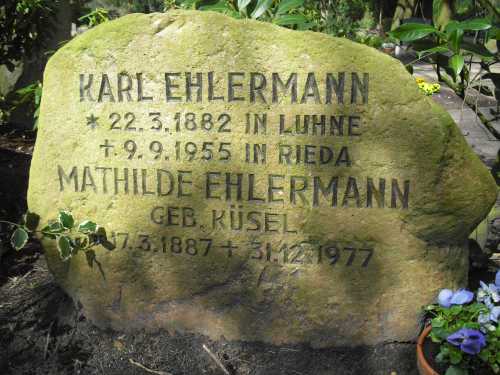 KARL EHLERMANN
* 22.3.1882 IN LUHNE
+ 9.9.1955 IN RIEDA
MATHILDE EHLERMANN
GEB. KÜSEL
17.3.1887 + 31.12.1977